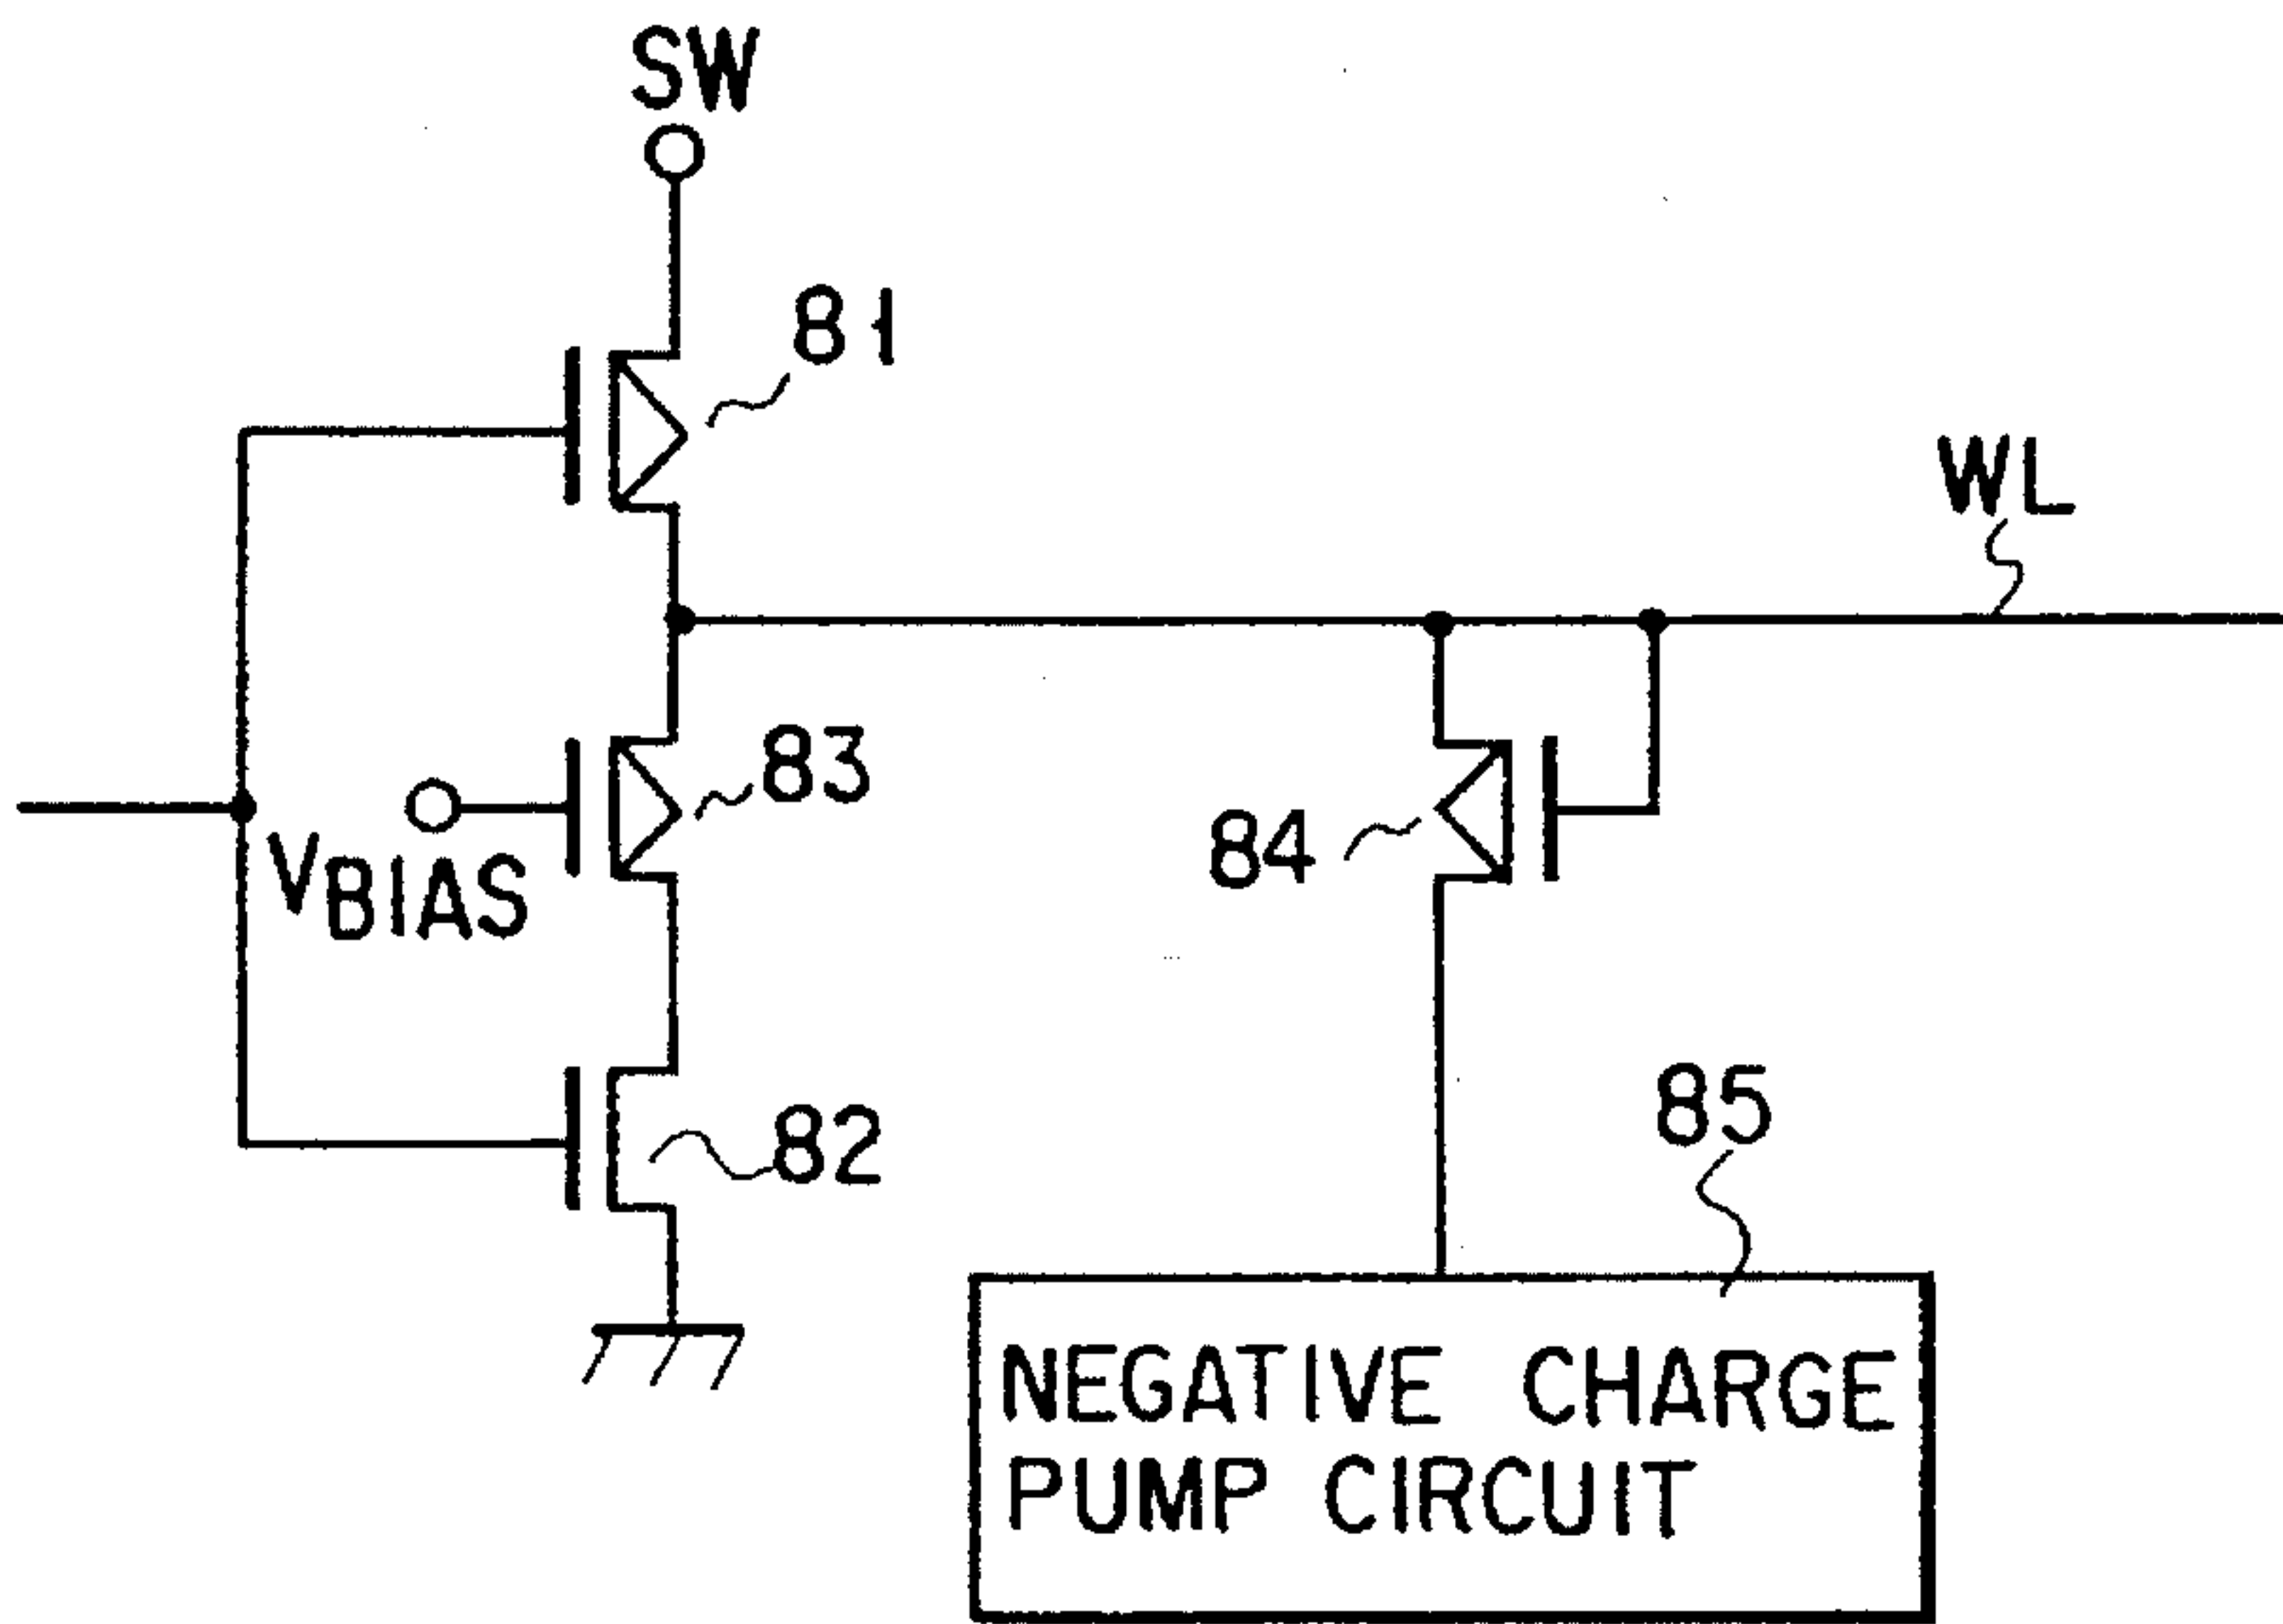 SW
81
WL
83
VBIAS
84
82
85
NEGATIVE CHARGE
PUMP CIRCUIT